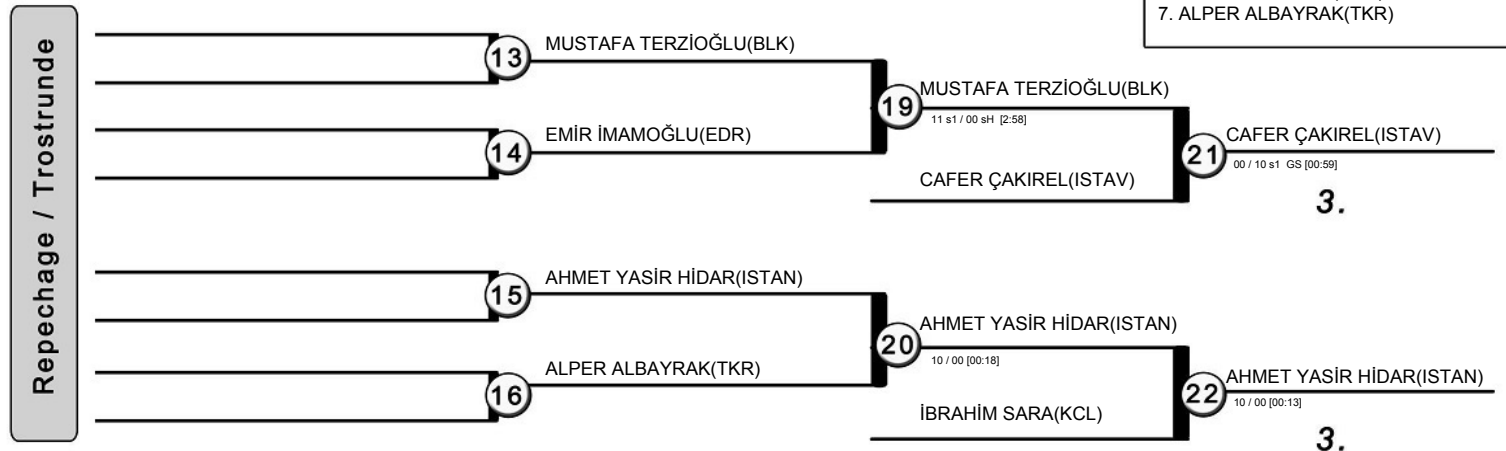 7. ALPER ALBAYRAK(TKR)
Repechage / Trostrunde
13
MUSTAFA TERZİOĞLU(BLK)
19
MUSTAFA TERZİOĞLU(BLK)
11 s1 / 00 sH [2:58]
14
EMİR İMAMOĞLU(EDR)
21
CAFER ÇAKIREL(ISTAV)
00 / 10 s1 GS [00:59]
CAFER ÇAKIREL(ISTAV)
3.
15
AHMET YASİR HİDAR(ISTAN)
20
AHMET YASİR HİDAR(ISTAN)
10 / 00 [00:18]
16
ALPER ALBAYRAK(TKR)
22
AHMET YASİR HİDAR(ISTAN)
10 / 00 [00:13]
İBRAHİM SARA(KCL)
3.